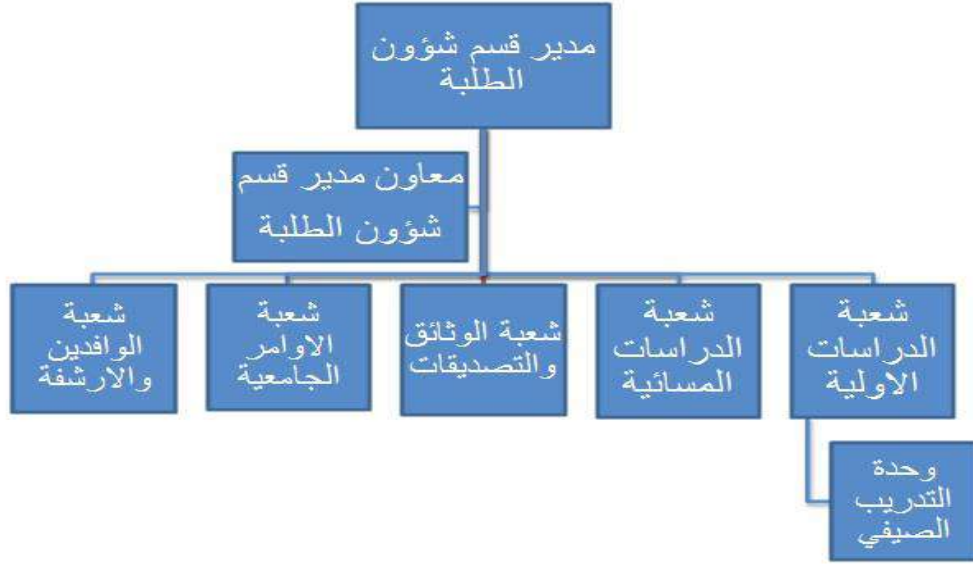 مدير قسم شؤون
الطلبة
معاون مدير قسم
شؤون الطلبة
شعبة
الدراسات
الاولية
شعبة
الدراسات
المسائية
شعبة الوثائق
والتصديقات
شعبة
الاوامر
الجامعية
شعبة
الوافدين
والارشفة
وحدة
التدريب
الصيفي